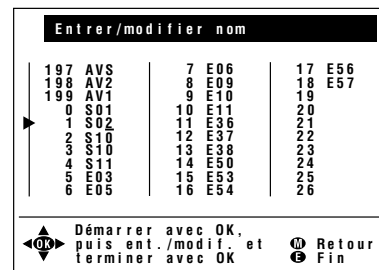 Entrer/modifier nom
197 AVS
198 AV2
199 AV1
0 S01
1 S02
2 S10
3 S10
4 S11
5 E03
6 E05
7 E06
8 E09
9 E10
10 E11
11 E36
12 E37
13 E38
14 E50
15 E53
16 E54
17 E56
18 E57
19
20
21
22
23
24
25
26
Démarrer avec OK,
puis ent./modif. et
terminer avec OK
OK
M Retour
E Fin